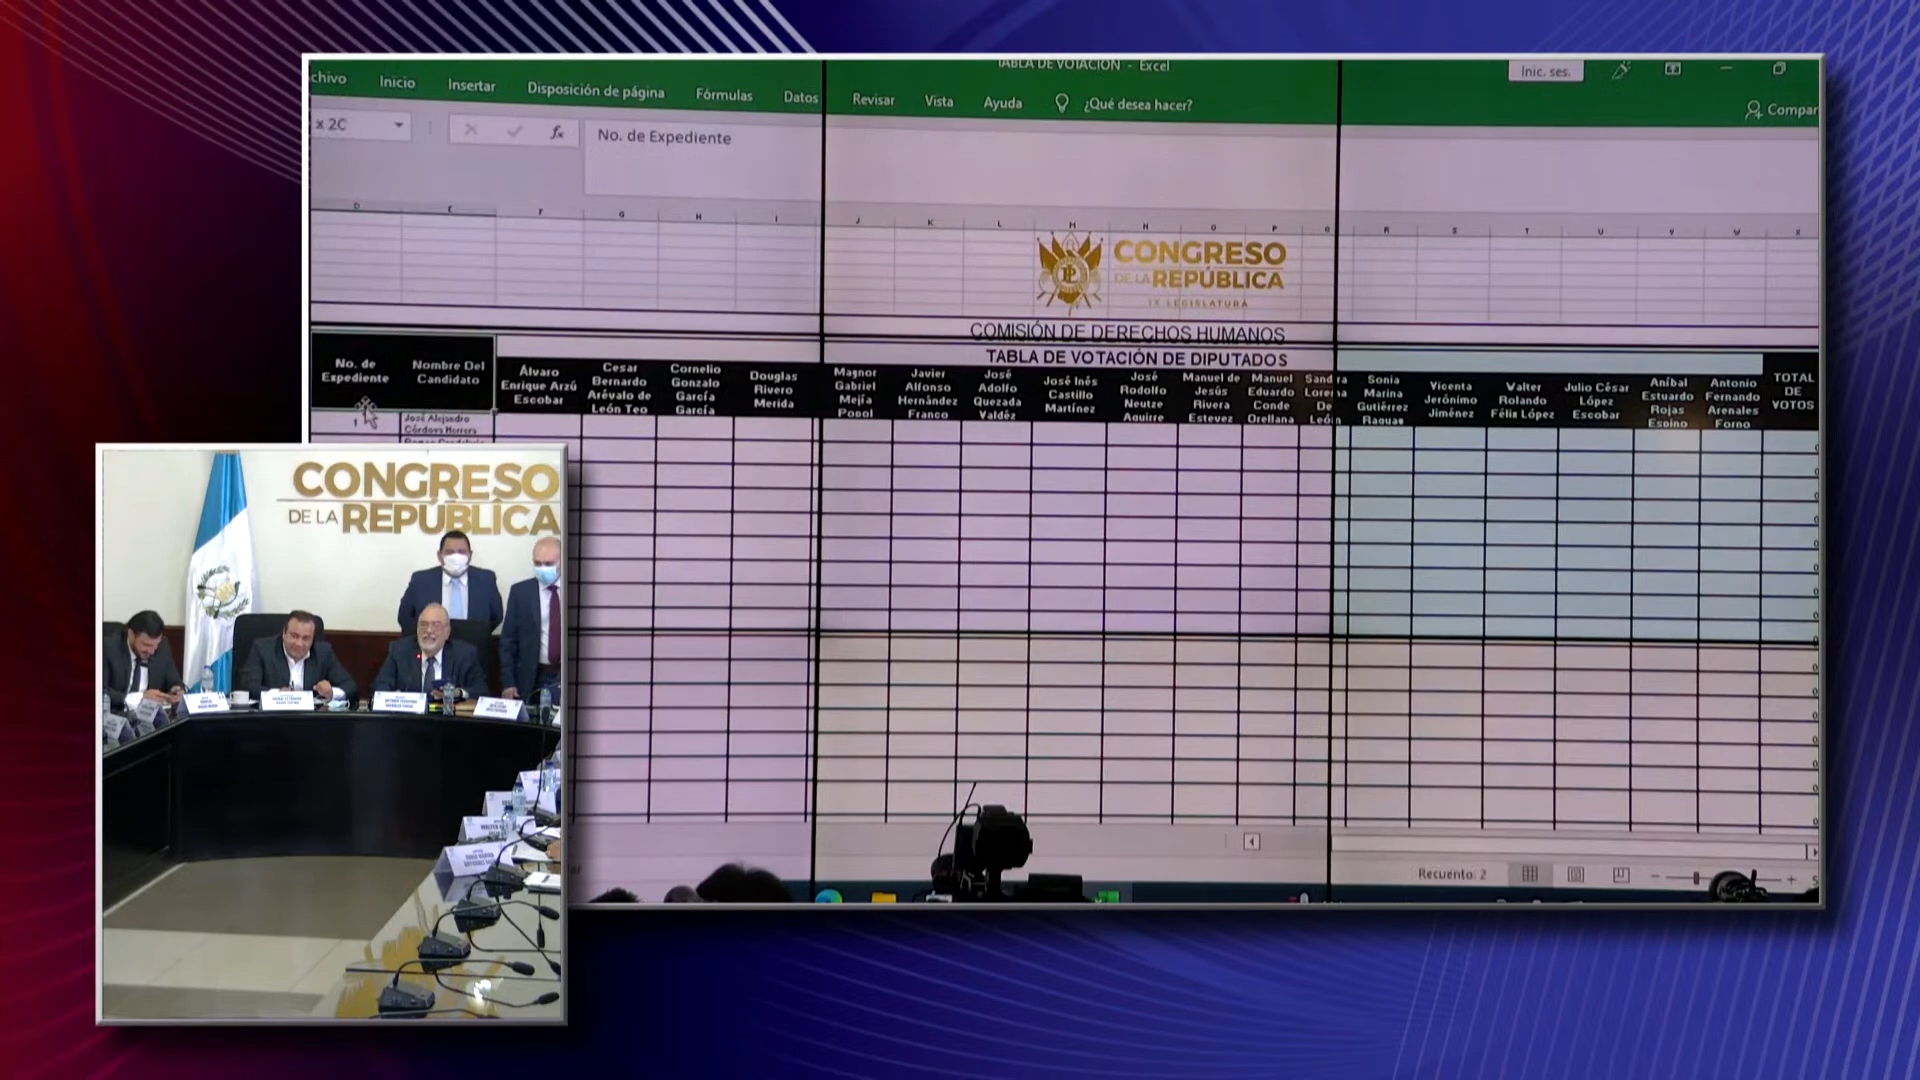 TABLA DE VOTACIÓN - Excel
Inic. ses.
chivo
Inicio
Insertar
Disposición de página
Fórmulas
Datos
Revisar
Vista
Ayuda
¿Qué desea hacer?
Compar
x 2C
fx
No. de Expediente
CONGRESO
DE LA REPÚBLICA
IX LEGISLATURA
COMISIÓN DE DERECHOS HUMANOS
TABLA DE VOTACIÓN DE DIPUTADOS
No. de
Expediente
Nombre Del
Candidato
Álvaro
Enrique Arzú
Escobar
Cesar
Bernardo
Arévalo de
León Teo
Cornelio
Gonzalo
García
García
Douglas
Rivero
Merida
Magnor
Gabriel
Mejía
Popol
Javier
Alfonso
Hernández
Franco
José
Adolfo
Quezada
Valdéz
José Inés
Castillo
Martínez
José
Rodolfo
Neutze
Aguirre
Manuel de
Jesús
Rivera
Estevez
Manuel
Eduardo
Conde
Orellana
Sandra
Lorena
De
León
Sonia
Marina
Gutiérrez
Raguay
Vicenta
Jerónimo
Jiménez
Walter
Rolando
Félix López
Julio César
López
Escobar
Aníbal
Estuardo
Rojas
Espino
Antonio
Fernando
Arenales
Forno
TOTAL
DE
VOTOS
1
José Alejandro
Córdova Herrera
Recuento: 2
CONGRESO
DE LA REPÚBLICA